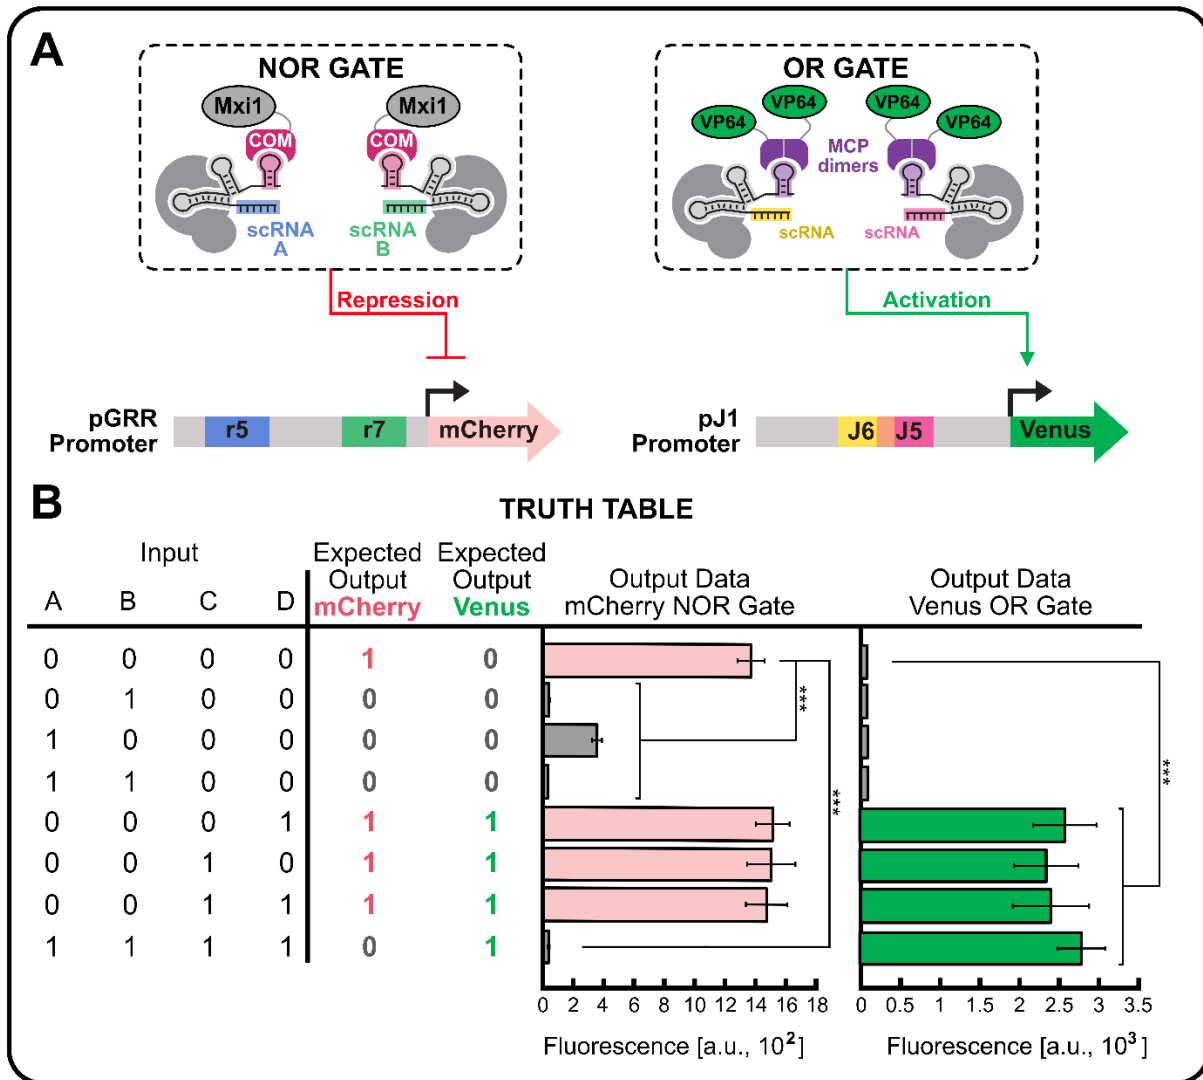 A
NOR GATE
OR GATE
Mxi1
Mxi1
VP64
VP64
VP64
VP64
COM
COM
MCP
dimers
scRNA
A
scRNA
B
scRNA
scRNA
Repression
Activation
pGRR
Promoter
r5
r7
mCherry
pJ1
Promoter
J6
J5
Venus
B
TRUTH TABLE
Input
Expected
Output
mCherry
Expected
Output
Venus
Output Data
mCherry NOR Gate
Output Data
Venus OR Gate
A B C D
0 0 0 0 1 0
0 1 0 0 0 0
1 0 0 0 0 0
1 1 0 0 0 0
0 0 0 1 1 1
0 0 1 0 1 1
0 0 1 1 1 1
1 1 1 1 0 1
***
***
***
0 2 4 6 8 10 12 14 16 18
0 0.5 1 1.5 2 2.5 3 3.5
Fluorescence [a.u., 10²]
Fluorescence [a.u., 10³]